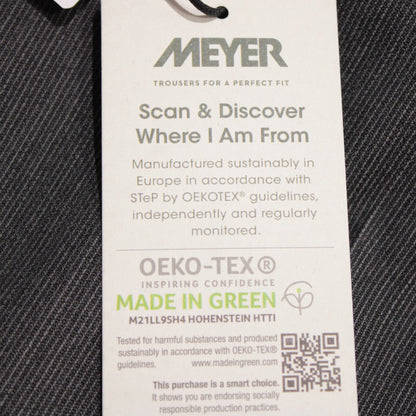 MEYER
TROUSERS FOR A PERFECT FIT
Scan & Discover
Where I Am From
Manufactured sustainably in
Europe in accordance with
STeP by OEKOTEX® guidelines,
independently and regularly
monitored.
OEKO-TEX®
INSPIRING CONFIDENCE
MADE IN GREEN
M21LL9SH4 HOHENSTEIN HTTI
Tested for harmful substances and produced
sustainably in accordance with OEKO-TEX®
guidelines. www.madeingreen.com
This purchase is a smart choice.
It shows you are endorsing socially
responsible production practices.